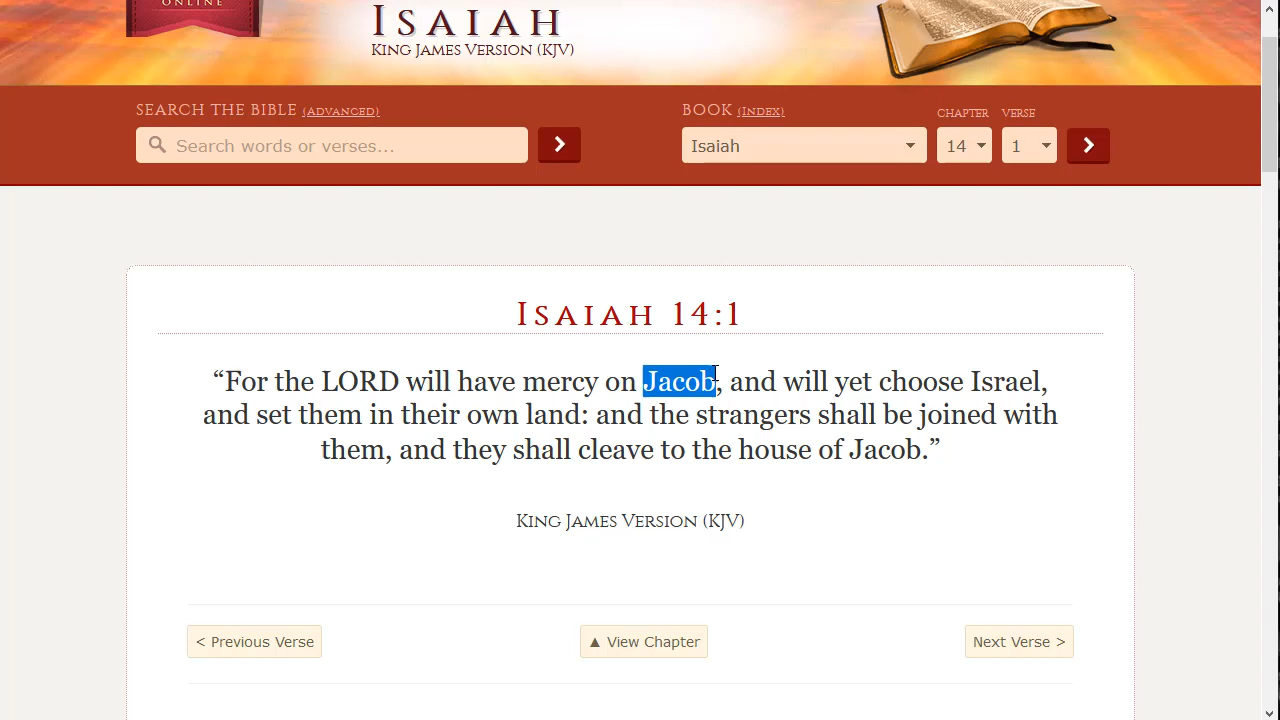 ONLINE
Isaiah
King James Version (KJV)
SEARCH THE BIBLE (Advanced)
BOOK (Index)
CHAPTER
VERSE
Search words or verses...
Isaiah
14
1
Isaiah 14:1
“For the LORD will have mercy on Jacob, and will yet choose Israel,
and set them in their own land: and the strangers shall be joined with
them, and they shall cleave to the house of Jacob.”
King James Version (KJV)
< Previous Verse
▲ View Chapter
Next Verse >